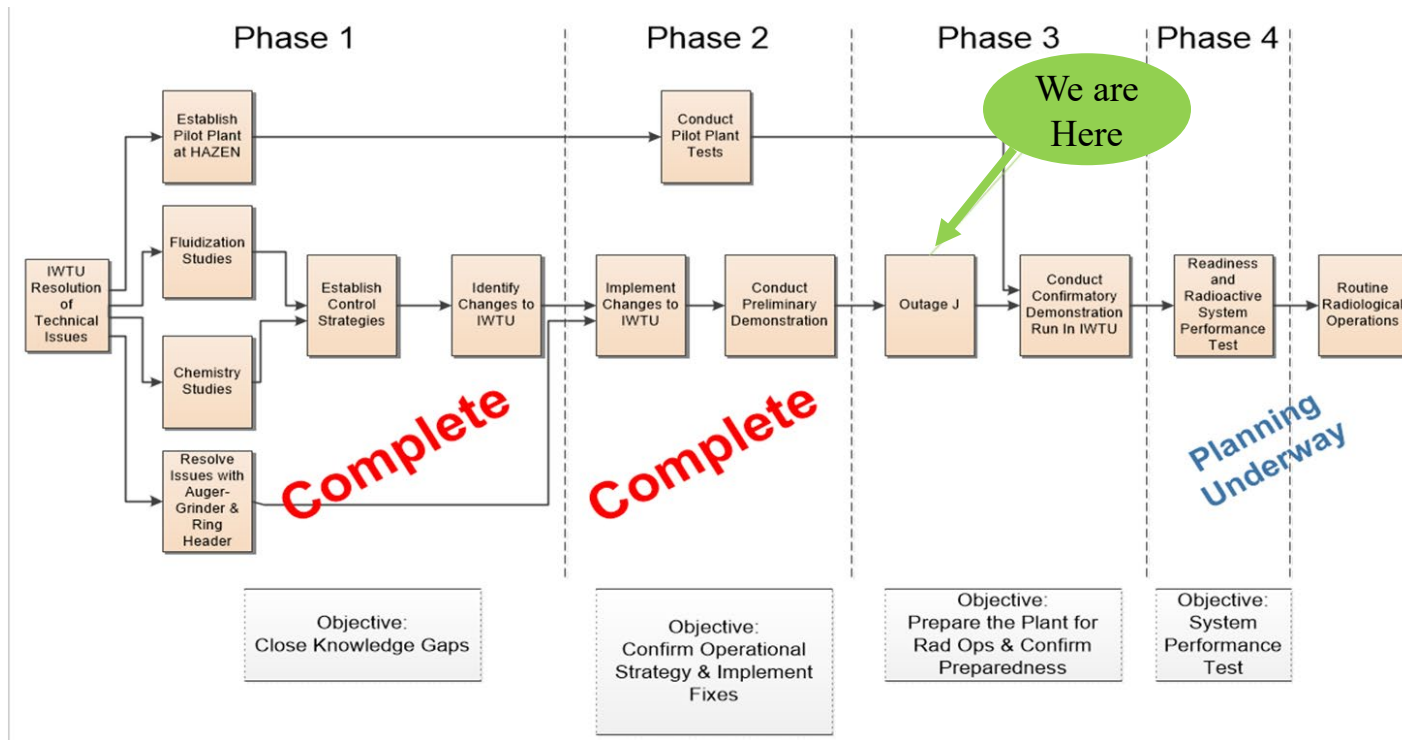 Phase 1
Phase 2
Phase 3
Phase 4
We are
Here
Establish
Pilot Plant
at HAZEN
Conduct
Pilot Plant
Tests
IWTU
Resolution
of
Technical
Issues
Fluidization
Studies
Chemistry
Studies
Resolve
Issues with
Auger-
Grinder &
Ring
Header
Establish
Control
Strategies
Identify
Changes to
IWTU
Implement
Changes to
IWTU
Conduct
Preliminary
Demonstration
Outage J
Conduct
Confirmatory
Demonstration
Run In IWTU
Readiness
and
Radioactive
System
Performance
Test
Routine
Radiological
Operations
Complete
Complete
Planning
Underway
Objective:
Close Knowledge Gaps
Objective:
Confirm Operational
Strategy & Implement
Fixes
Objective:
Prepare the Plant for
Rad Ops & Confirm
Preparedness
Objective:
System
Performance
Test